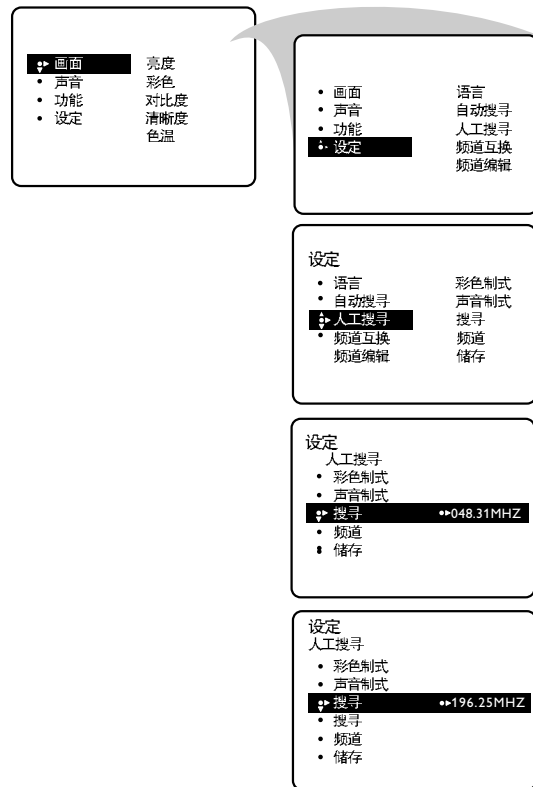 画面 亮度
声音 彩色
功能 对比度
设定 清晰度
色温
画面 语言
声音 自动搜寻
功能 人工搜寻
设定 频道互换
频道编辑
设定
语言 彩色制式
自动搜寻 声音制式
人工搜寻 搜寻
频道互换 频道
频道编辑 储存
设定
人工搜寻
彩色制式
声音制式
搜寻 048.31MHZ
频道
储存
设定
人工搜寻
彩色制式
声音制式
搜寻 196.25MHZ
搜寻
频道
储存